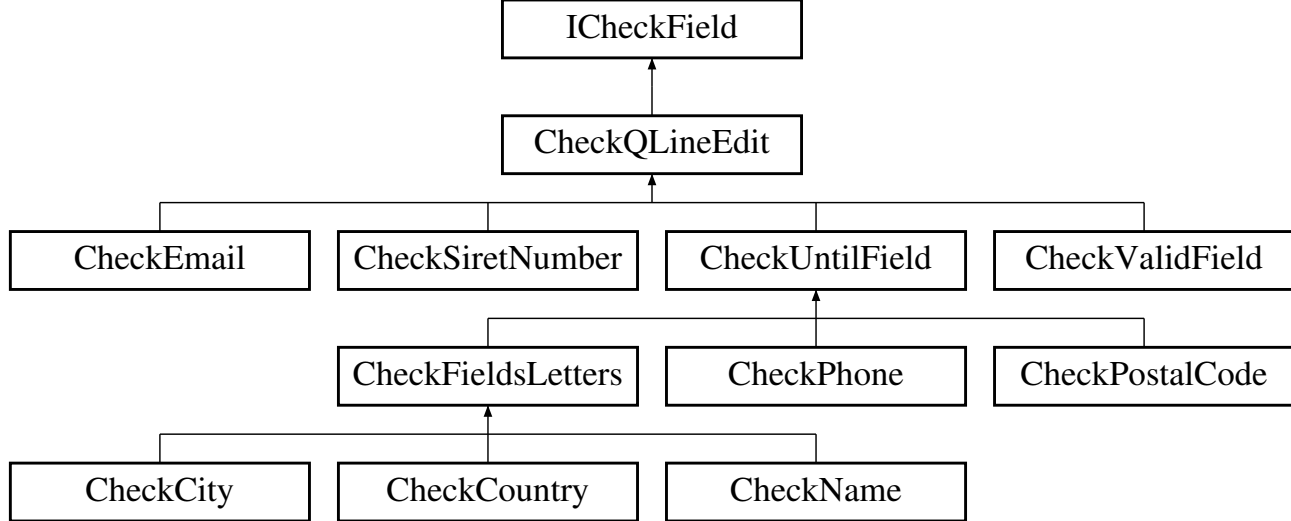 ICheckField
CheckQLineEdit
CheckEmail CheckSiretNumber CheckUntilField CheckValidField
CheckFieldsLetters CheckPhone CheckPostalCode
CheckCity CheckCountry CheckName